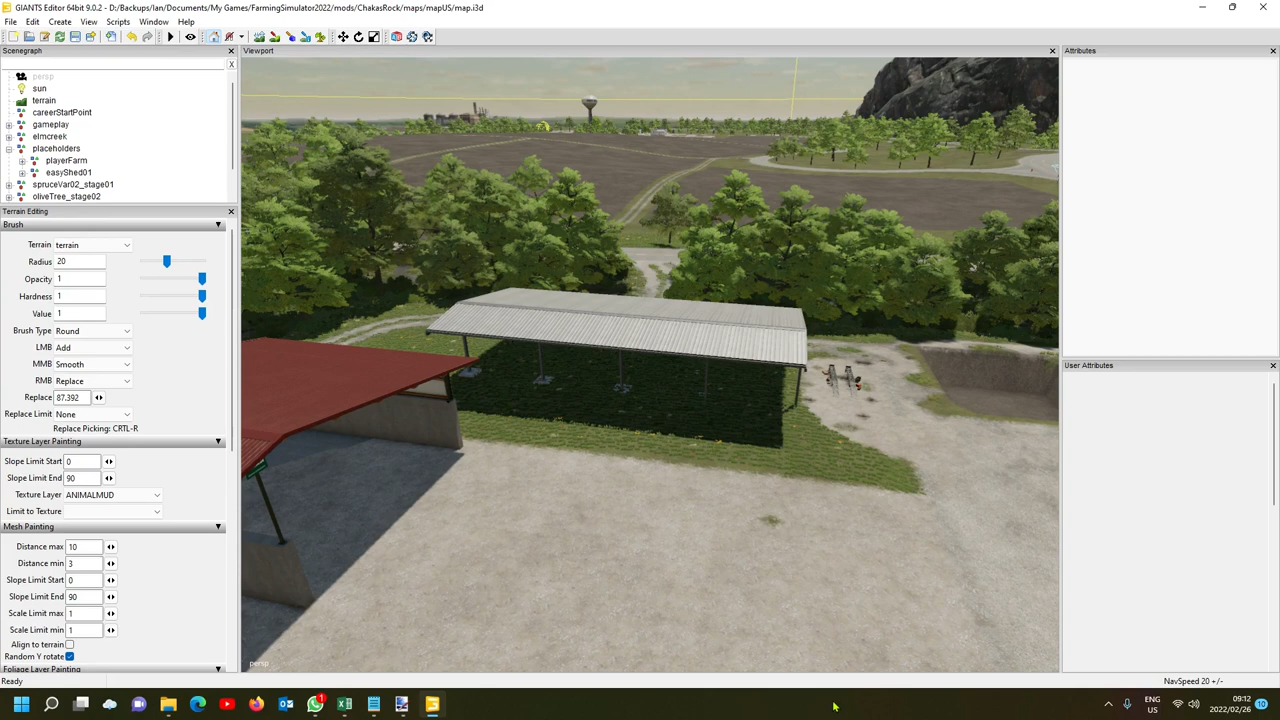 GIANTS Editor 64bit 9.0.2 - D:/Backups/Ian/Documents/My Games/FarmingSimulator2022/mods/ChakasRock/maps/mapUS/map.i3d
File Edit Create View Scripts Window Help
Scenegraph
X
persp
sun
terrain
careerStartPoint
gameplay
elmcreek
placeholders
playerFarm
easyShed01
spruceVar02_stage01
oliveTree_stage02
Terrain Editing
Brush
Terrain terrain
Radius 20
Opacity 1
Hardness 1
Value 1
Brush Type Round
LMB Add
MMB Smooth
RMB Replace
Replace 87.392
Replace Limit None
Replace Picking: CRTL-R
Texture Layer Painting
Slope Limit Start 0
Slope Limit End 90
Texture Layer ANIMALMUD
Limit to Texture
Mesh Painting
Distance max 10
Distance min 3
Slope Limit Start 0
Slope Limit End 90
Scale Limit max 1
Scale Limit min 1
Align to terrain
Random Y rotate
Foliage Layer Painting
Ready
Viewport
persp
Attributes
User Attributes
NavSpeed 20 +/-
1
ENG
US
09:12
2022/02/26
10